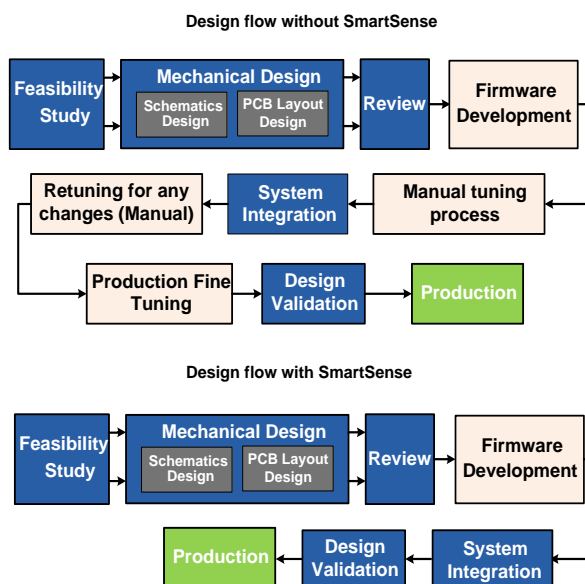 Design flow without SmartSense
Feasibility
Study
Mechanical Design
Schematics
Design
PCB Layout
Design
Review
Firmware
Development
Retuning for any
changes (Manual)
System
Integration
Manual tuning
process
Production Fine
Tuning
Design
Validation
Production
Design flow with SmartSense
Feasibility
Study
Mechanical Design
Schematics
Design
PCB Layout
Design
Review
Firmware
Development
Production
Design
Validation
System
Integration